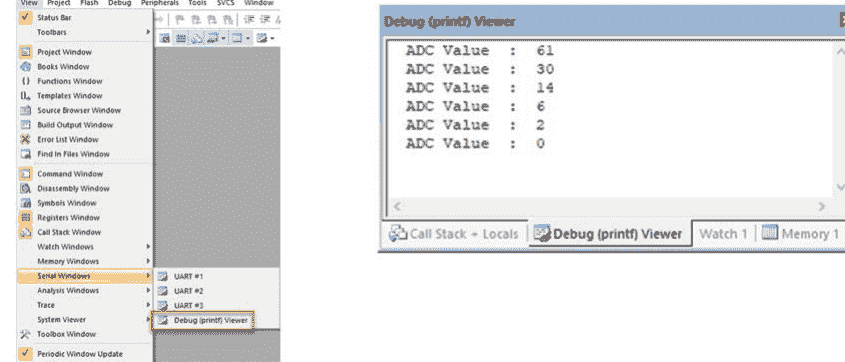 View Project Flash Debug Peripherals Tools SVCS Window
Status Bar
Toolbars
Project Window
Books Window
Functions Window
Templates Window
Source Browser Window
Build Output Window
Error List Window
Find In Files Window
Command Window
Disassembly Window
Symbols Window
Registers Window
Call Stack Window
Watch Windows
Memory Windows
Serial Windows
Analysis Windows
Trace
System Viewer
Toolbox Window
Periodic Window Update
UART #1
UART #2
UART #3
Debug (printf) Viewer
Debug (printf) Viewer
ADC Value : 61
ADC Value : 30
ADC Value : 14
ADC Value : 6
ADC Value : 2
ADC Value : 0
Call Stack + Locals Debug (printf) Viewer Watch 1 Memory 1